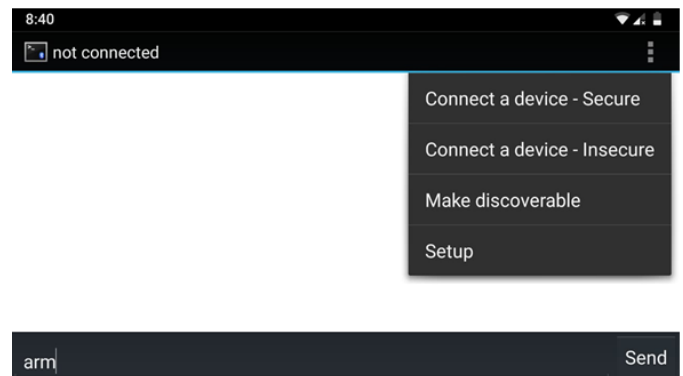 8:40
not connected
Connect a device - Secure
Connect a device - Insecure
Make discoverable
Setup
arm
Send